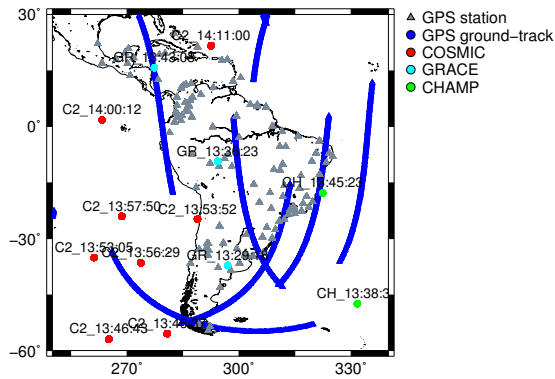 30°
0°
−30°
−60°
270°
300°
330°
GPS station
GPS ground−track
COSMIC
GRACE
CHAMP
C2_14:11:00
C2_14:00:12
GR_13:36:23
CH_13:45:23
C2_13:57:50
C2_13:53:52
C2_13:53:05
C2_13:56:29
CH_13:38:3
C2_13:46:43